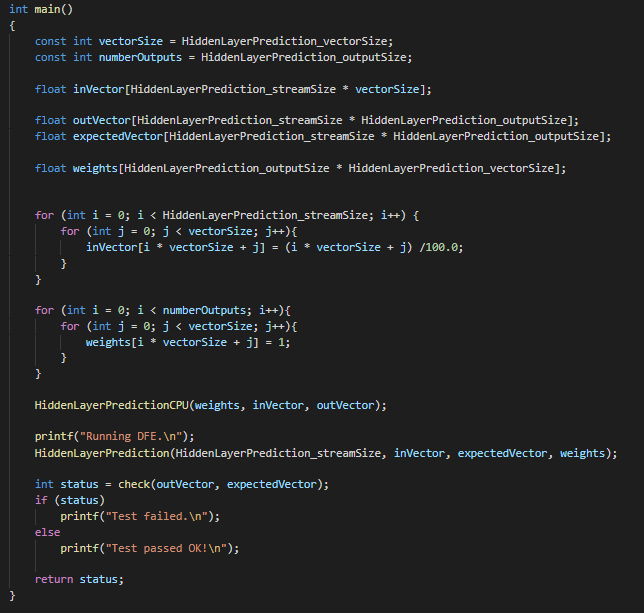 int main()
{
const int vectorSize = HiddenLayerPrediction_vectorSize;
const int numberOutputs = HiddenLayerPrediction_outputSize;
float inVector[HiddenLayerPrediction_streamSize * vectorSize];
float outVector[HiddenLayerPrediction_streamSize * HiddenLayerPrediction_outputSize];
float expectedVector[HiddenLayerPrediction_streamSize * HiddenLayerPrediction_outputSize];
float weights[HiddenLayerPrediction_outputSize * HiddenLayerPrediction_vectorSize];
for (int i = 0; i < HiddenLayerPrediction_streamSize; i++) {
for (int j = 0; j < vectorSize; j++){
inVector[i * vectorSize + j] = (i * vectorSize + j) /100.0;
}
}
for (int i = 0; i < numberOutputs; i++){
for (int j = 0; j < vectorSize; j++){
weights[i * vectorSize + j] = 1;
}
}
HiddenLayerPredictionCPU(weights, inVector, outVector);
printf("Running DFE.\n");
HiddenLayerPrediction(HiddenLayerPrediction_streamSize, inVector, expectedVector, weights);
int status = check(outVector, expectedVector);
if (status)
printf("Test failed.\n");
else
printf("Test passed OK!\n");
return status;
}